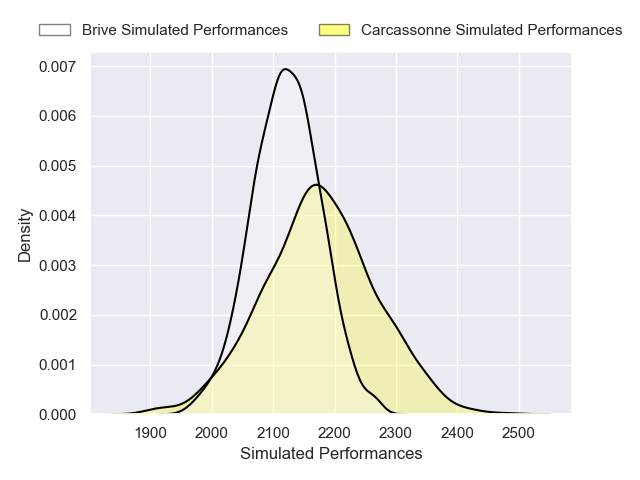 Brive Simulated Performances
Carcassonne Simulated Performances
0.007
0.006
0.005
0.004
0.003
0.002
0.001
0.000
Density
1900 2000 2100 2200 2300 2400 2500
Simulated Performances